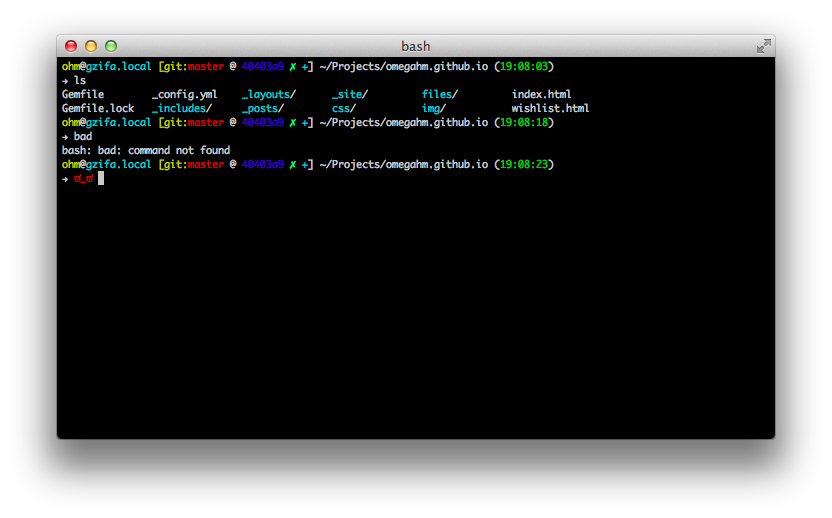 bash
ohm@gzifa.local [git:master @ 40403a9 ✗ +] ~/Projects/omegahm.github.io (19:08:03)
→ ls
Gemfile _config.yml _layouts/ _site/ files/ index.html
Gemfile.lock _includes/ _posts/ css/ img/ wishlist.html
ohm@gzifa.local [git:master @ 40403a9 ✗ +] ~/Projects/omegahm.github.io (19:08:18)
→ bad
bash: bad: command not found
ohm@gzifa.local [git:master @ 40403a9 ✗ +] ~/Projects/omegahm.github.io (19:08:23)
→ ಠ_ಠ